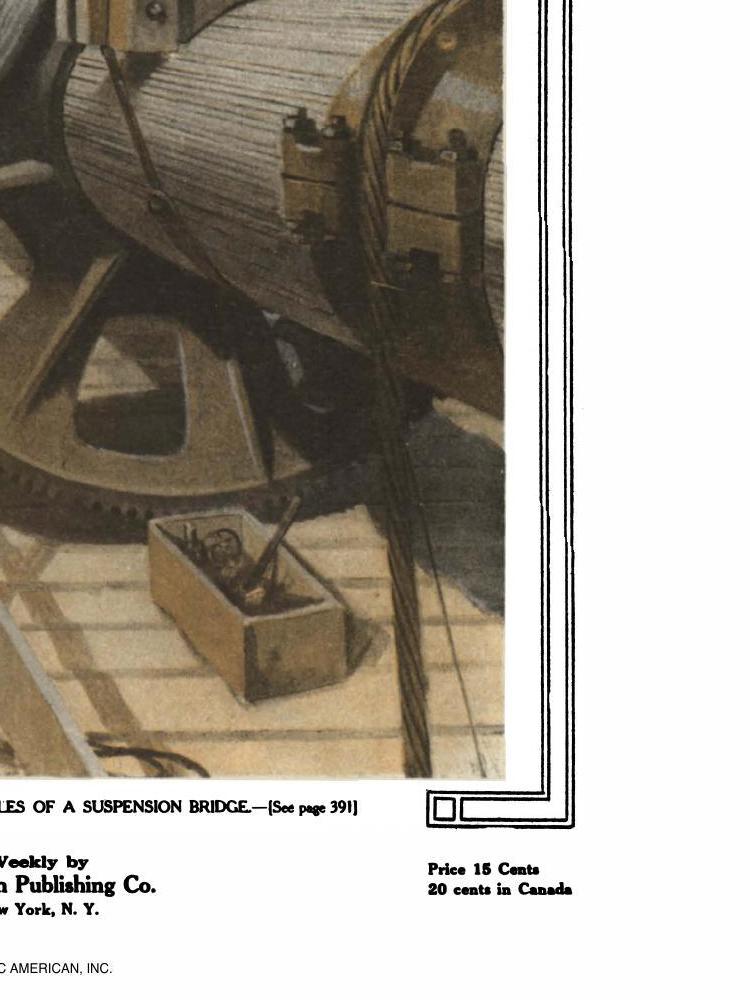 LES OF A SUSPENSION BRIDGE.—[See page 391]
Weekly by
n Publishing Co.
w York, N. Y.
Price 15 Cents
20 cents in Canada
C AMERICAN, INC.